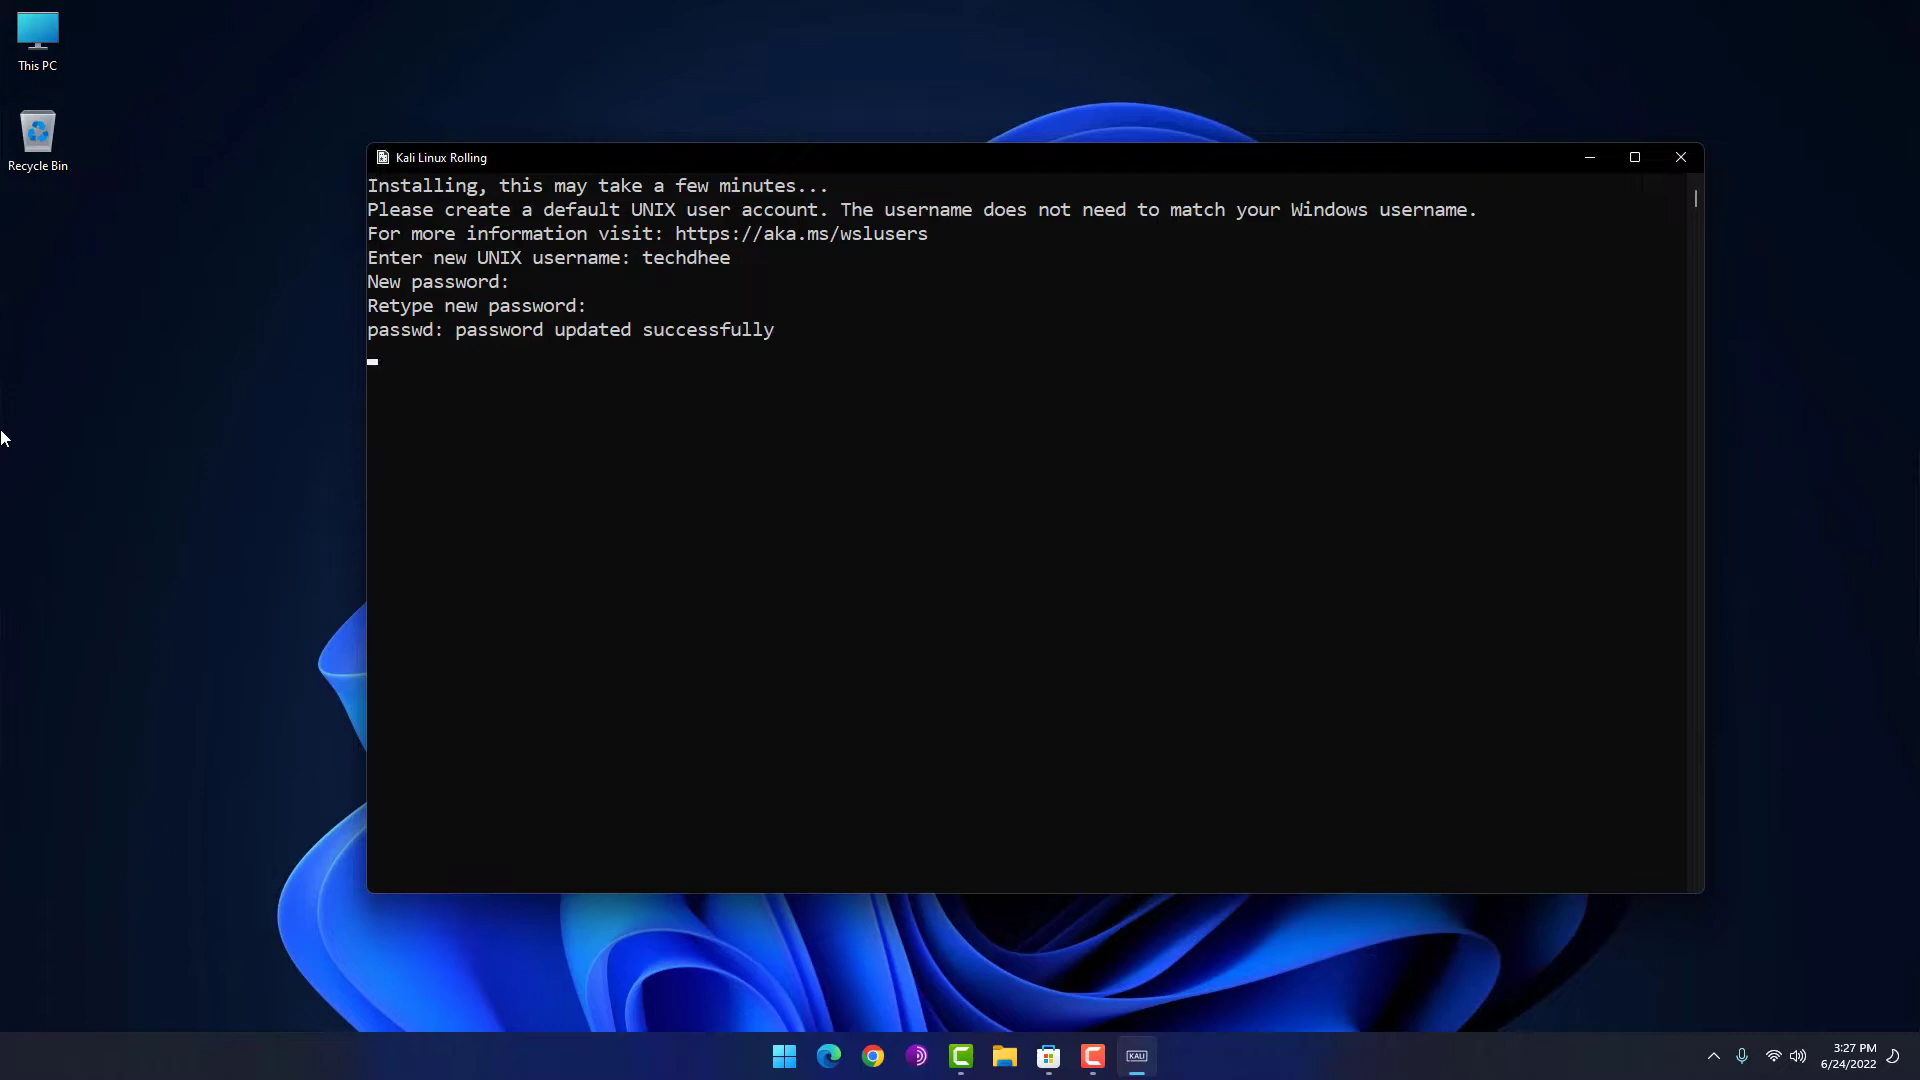 This PC
Recycle Bin
Kali Linux Rolling
Installing, this may take a few minutes...
Please create a default UNIX user account. The username does not need to match your Windows username.
For more information visit: https://aka.ms/wslusers
Enter new UNIX username: techdhee
New password:
Retype new password:
passwd: password updated successfully
KALI
3:27 PM
6/24/2022